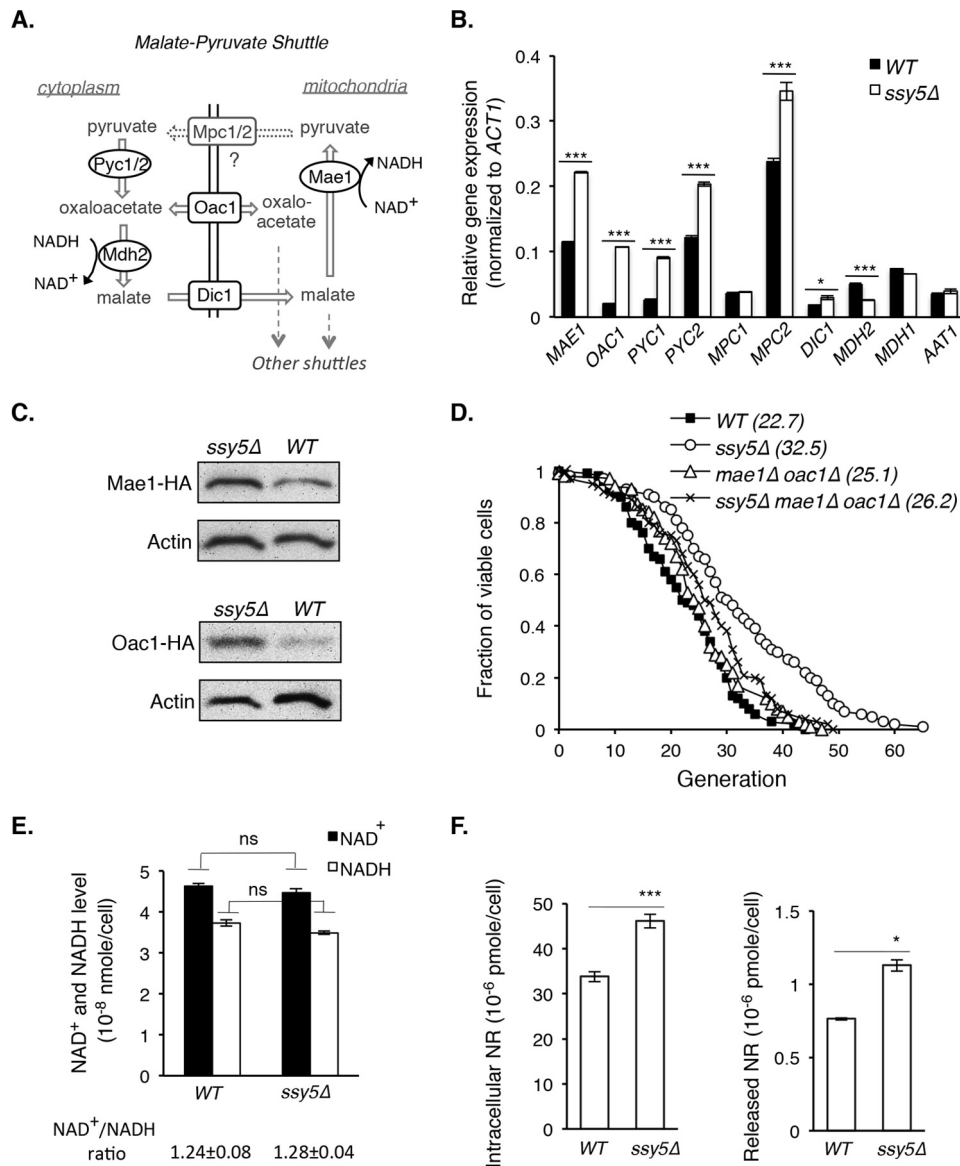 A.
Malate-Pyruvate Shuttle
cytoplasm
mitochondria
pyruvate
Mpc1/2
pyruvate
?
Pyc1/2
Mae1
NADH
NAD+
oxaloacetate
Oac1
oxalo-
acetate
NADH
Mdh2
NAD+
malate
Dic1
malate
Other shuttles
B.
Relative gene expression
(normalized to ACT1)
0.4
0.3
0.2
0.1
0
WT
ssy5Δ
***
***
***
***
***
*
***
MAE1
OAC1
PYC1
PYC2
MPC1
MPC2
DIC1
MDH2
MDH1
AAT1
C.
ssy5Δ WT
Mae1-HA
Actin
ssy5Δ WT
Oac1-HA
Actin
D.
WT (22.7)
ssy5Δ (32.5)
mae1Δ oac1Δ (25.1)
ssy5Δ mae1Δ oac1Δ (26.2)
Fraction of viable cells
1
0.8
0.6
0.4
0.2
0
0 10 20 30 40 50 60
Generation
E.
NAD+
NADH
ns
ns
NAD+ and NADH level
(10-8 nmole/cell)
5
4
3
2
1
0
WT ssy5Δ
NAD+/NADH
ratio
1.24±0.08 1.28±0.04
F.
Intracellular NR (10-6 pmole/cell)
50
40
30
20
10
0
***
WT ssy5Δ
Released NR (10-6 pmole/cell)
1.5
1
0.5
0
*
WT ssy5Δ